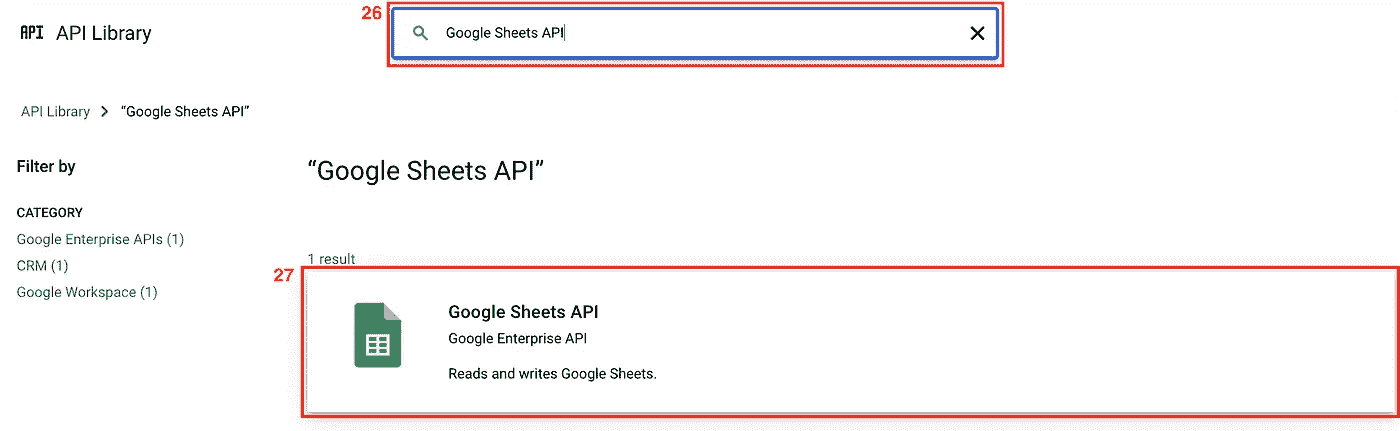 26
API API Library
Google Sheets API
API Library > “Google Sheets API”
Filter by
“Google Sheets API”
CATEGORY
Google Enterprise APIs (1)
CRM (1)
Google Workspace (1)
1 result
27
Google Sheets API
Google Enterprise API
Reads and writes Google Sheets.